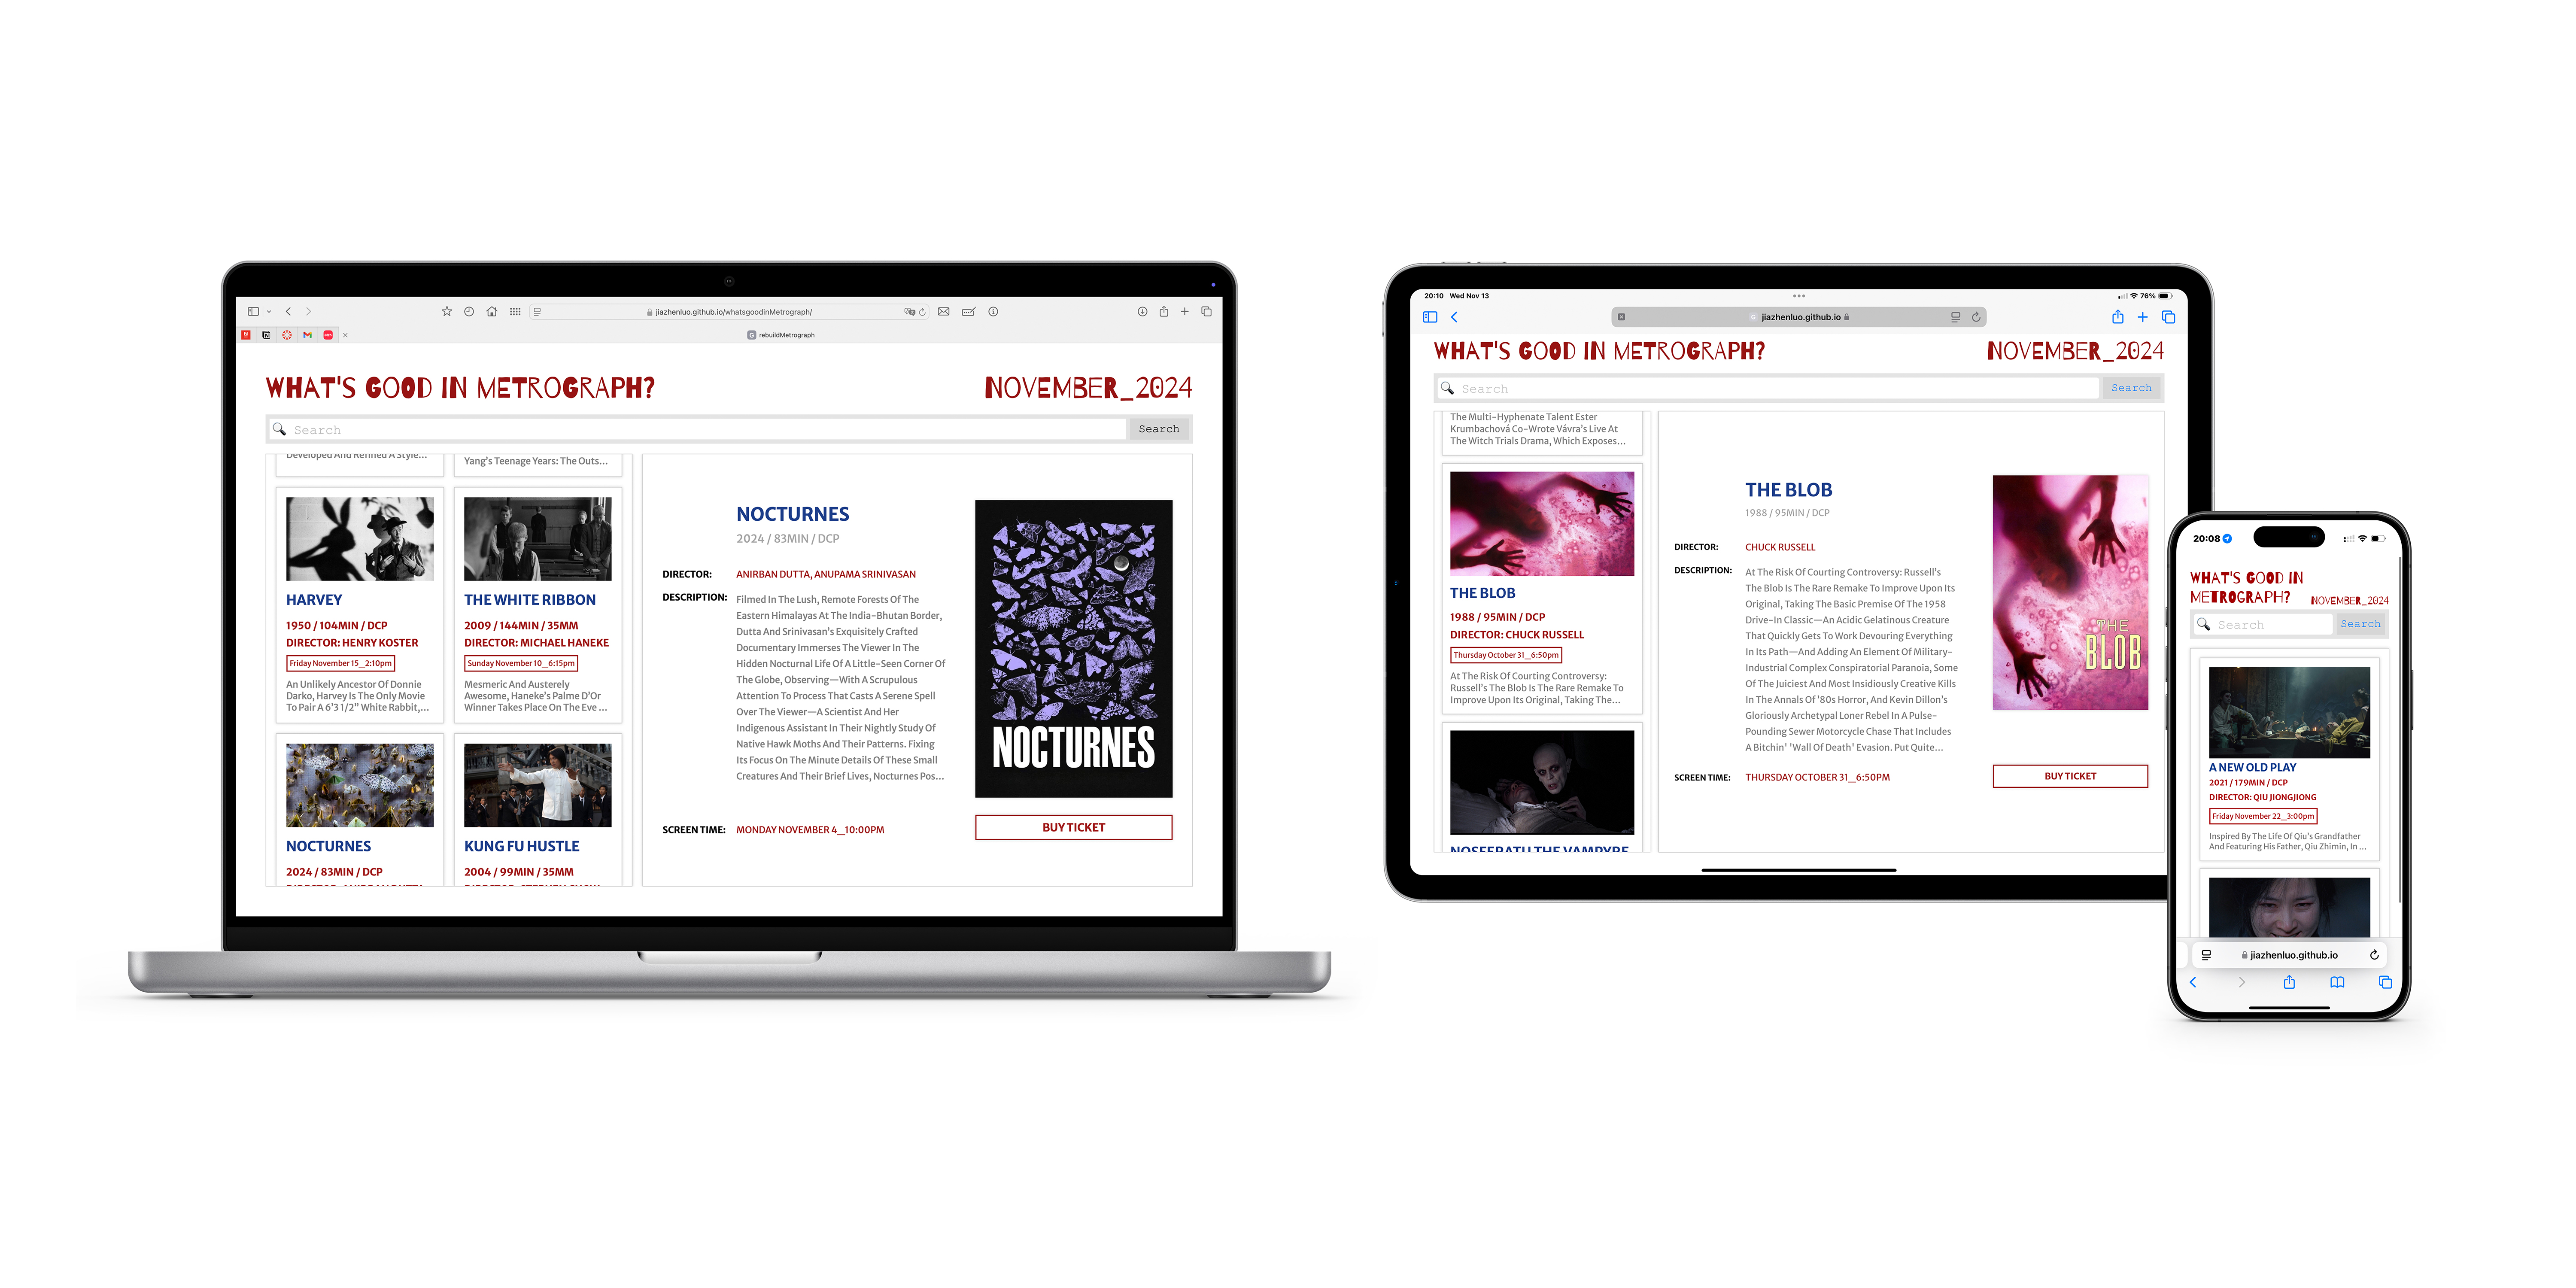 jiazhenluo.github.io/whatsgoodinMetrograph/
rebuildMetrograph
WHAT'S GOOD IN METROGRAPH?
NOVEMBER_2024
Search
Search
Developed And Refined A Style...
Yang's Teenage Years: The Outs...
HARVEY
1950 / 104MIN / DCP
DIRECTOR: HENRY KOSTER
Friday November 15_2:10pm
An Unlikely Ancestor Of Donnie
Darko, Harvey Is The Only Movie
To Pair A 6'3 1/2" White Rabbit,...
THE WHITE RIBBON
2009 / 144MIN / 35MM
DIRECTOR: MICHAEL HANEKE
Sunday November 10_6:15pm
Mesmeric And Austerely
Awesome, Haneke's Palme D'Or
Winner Takes Place On The Eve ...
NOCTURNES
2024 / 83MIN / DCP
KUNG FU HUSTLE
2004 / 99MIN / 35MM
NOCTURNES
2024 / 83MIN / DCP
DIRECTOR:
ANIRBAN DUTTA, ANUPAMA SRINIVASAN
DESCRIPTION:
Filmed In The Lush, Remote Forests Of The
Eastern Himalayas At The India-Bhutan Border,
Dutta And Srinivasan's Exquisitely Crafted
Documentary Immerses The Viewer In The
Hidden Nocturnal Life Of A Little-Seen Corner Of
The Globe, Observing—With A Scrupulous
Attention To Process That Casts A Serene Spell
Over The Viewer—A Scientist And Her
Indigenous Assistant In Their Nightly Study Of
Native Hawk Moths And Their Patterns. Fixing
Its Focus On The Minute Details Of These Small
Creatures And Their Brief Lives, Nocturnes Pos...
SCREEN TIME:
MONDAY NOVEMBER 4_10:00PM
NOCTURNES
BUY TICKET
20:10 Wed Nov 13
76%
jiazhenluo.github.io
WHAT'S GOOD IN METROGRAPH?
NOVEMBER_2024
Search
Search
The Multi-Hyphenate Talent Ester
Krumbachová Co-Wrote Vávra's Live At
The Witch Trials Drama, Which Exposes...
THE BLOB
1988 / 95MIN / DCP
DIRECTOR: CHUCK RUSSELL
Thursday October 31_6:50pm
At The Risk Of Courting Controversy:
Russell's The Blob Is The Rare Remake To
Improve Upon Its Original, Taking The...
NOSFERATU THE VAMPYRE
THE BLOB
1988 / 95MIN / DCP
DIRECTOR:
CHUCK RUSSELL
DESCRIPTION:
At The Risk Of Courting Controversy: Russell's
The Blob Is The Rare Remake To Improve Upon Its
Original, Taking The Basic Premise Of The 1958
Drive-In Classic—An Acidic Gelatinous Creature
That Quickly Gets To Work Devouring Everything
In Its Path—And Adding An Element Of Military-
Industrial Complex Conspiratorial Paranoia, Some
Of The Juiciest And Most Insidiously Creative Kills
In The Annals Of '80s Horror, And Kevin Dillon's
Gloriously Archetypal Loner Rebel In A Pulse-
Pounding Sewer Motorcycle Chase That Includes
A Bitchin' 'Wall Of Death' Evasion. Put Quite...
SCREEN TIME:
THURSDAY OCTOBER 31_6:50PM
THE
BLOB
BUY TICKET
20:08
WHAT'S GOOD IN
METROGRAPH?
NOVEMBER_2024
Search
Search
A NEW OLD PLAY
2021 / 179MIN / DCP
DIRECTOR: QIU JIONGJIONG
Friday November 22_3:00pm
Inspired By The Life Of Qiu's Grandfather
And Featuring His Father, Qiu Zhimin, In ...
jiazhenluo.github.io